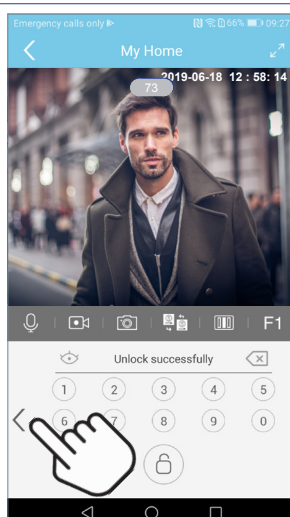 Emergency calls only 66% 09:27
My Home
2019-06-18 12:58:14
73
F1
Unlock successfully
1 2 3 4 5
6 7 8 9 0